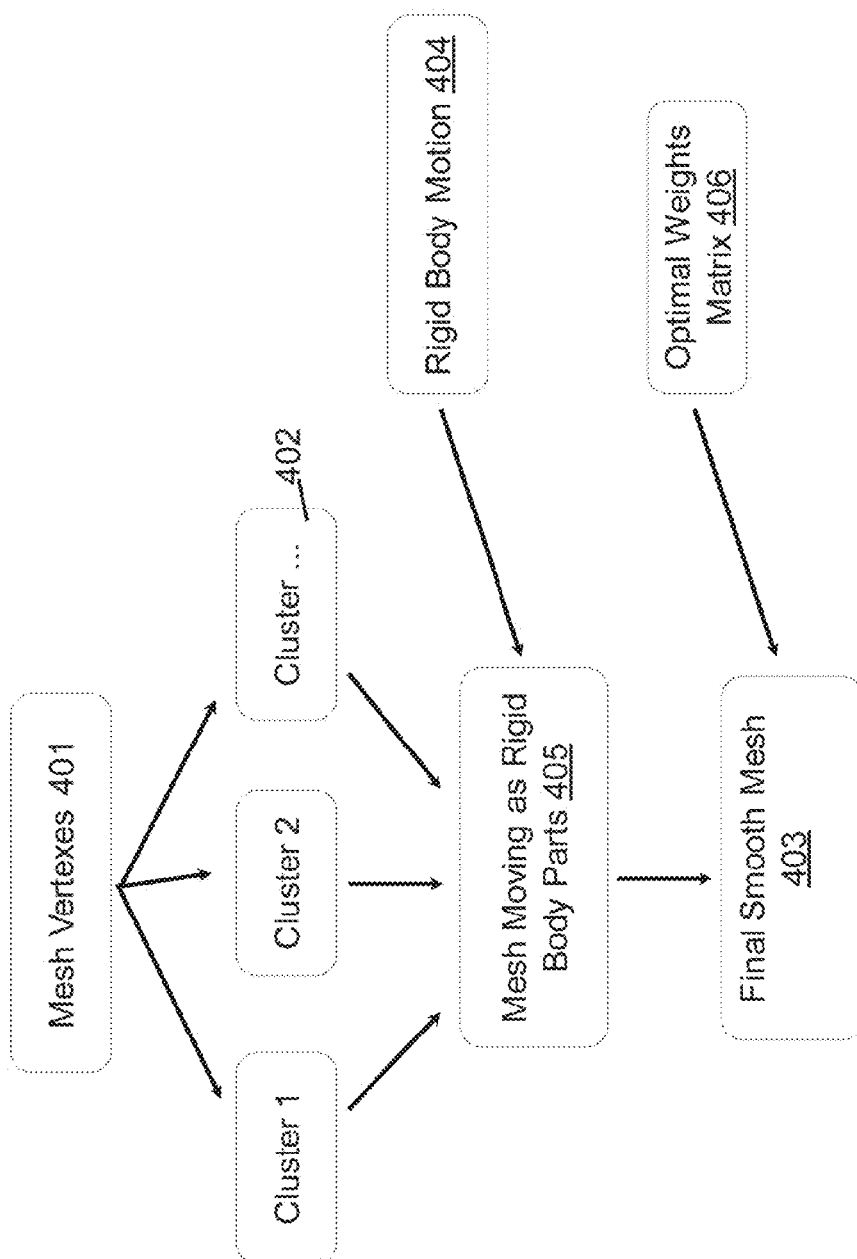 Mesh Vertexes 401
Cluster 1
Cluster 2
Cluster ...
402
Rigid Body Motion 404
Mesh Moving as Rigid
Body Parts 405
Optimal Weights
Matrix 406
Final Smooth Mesh
403